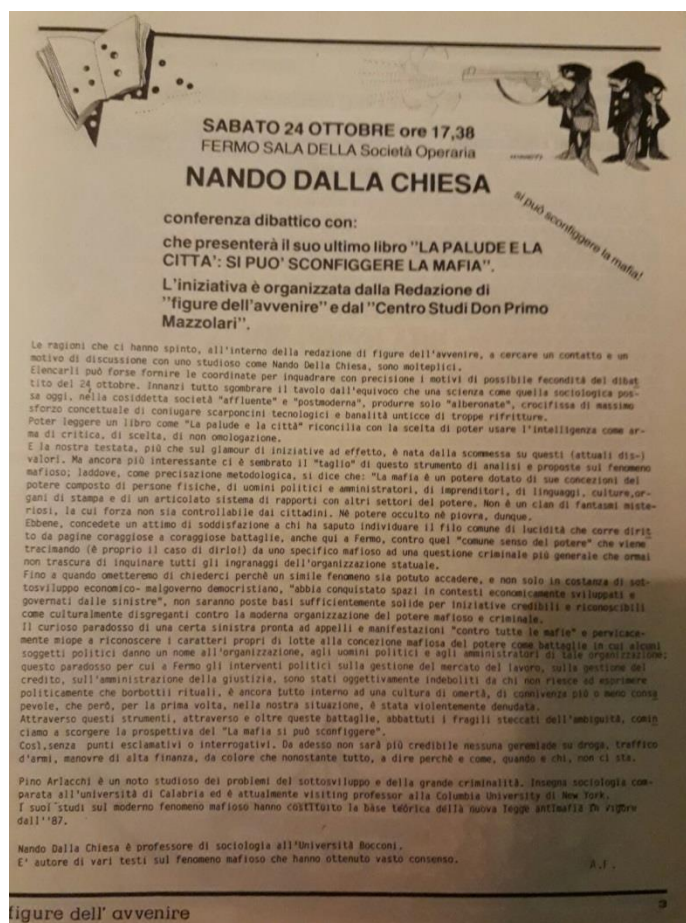 SABATO 24 OTTOBRE ore 17,38
FERMO SALA DELLA Società Operaria
NANDO DALLA CHIESA
si può sconfiggere la mafia!
conferenza dibattico con:
che presenterà il suo ultimo libro "LA PALUDE E LA
CITTA': SI PUO' SCONFIGGERE LA MAFIA".
L'iniziativa è organizzata dalla Redazione di
"figure dell'avvenire" e dal "Centro Studi Don Primo
Mazzolari".
Le ragioni che ci hanno spinto, all'interno della redazione di figure dell'avvenire, a cercare un contatto e un
motivo di discussione con uno studioso come Nando Della Chiesa, sono molteplici.
Elencarli può forse fornire le coordinate per inquadrare con precisione i motivi di possibile fecondità del dibat
tito del 24 ottobre. Innanzi tutto sgombrare il tavolo dall'equivoco che una scienza come quella sociologica pos-
sa oggi, nella cosiddetta società "affluente" e "postmoderna", produrre solo "alberonate", crocifissa di massimo
sforzo concettuale di coniugare scarponcini tecnologici e banalità unticce di troppe rifritture.
Poter leggere un libro come "La palude e la città" riconcilia con la scelta di poter usare l'intelligenza come ar-
ma di critica, di scelta, di non omologazione.
E la nostra testata, più che sul glamour di iniziative ad effetto, è nata dalla scommessa su questi (attuali dis-)
valori. Ma ancora più interessante ci è sembrato il "taglio" di questo strumento di analisi e proposte sul fenomeno
mafioso; laddove, come precisazione metodologica, si dice che: "La mafia è un potere dotato di sue concezioni del
potere composto di persone fisiche, di uomini politici e amministratori, di imprenditori, di linguaggi, culture,or-
gani di stampa e di un articolato sistema di rapporti con altri settori del potere. Non è un clan di fantasmi miste-
riosi, la cui forza non sia controllabile dai cittadini. Né potere occulto nè piovra, dunque.
Ebbene, concedete un attimo di soddisfazione a chi ha saputo individuare il filo comune di lucidità che corre dirit
to da pagine coraggiose a coraggiose battaglie, anche qui a Fermo, contro quel "comune senso del potere" che viene
tracimando (è proprio il caso di dirlo!) da uno specifico mafioso ad una questione criminale più generale che ormai
non trascura di inquinare tutti gli ingranaggi dell'organizzazione statuale.
Fino a quando ometteremo di chiederci perchè un simile fenomeno sia potuto accadere, e non solo in costanza di sot-
tosviluppo economico- malgoverno democristiano, "abbia conquistato spazi in contesti economicamente sviluppati e
governati dalle sinistre", non saranno poste basi sufficientemente solide per iniziative credibili e riconoscibili
come culturalmente disgreganti contro la moderna organizzazione del potere mafioso e criminale.
Il curioso paradosso di una certa sinistra pronta ad appelli e manifestazioni "contro tutte le mafie" e pervicace-
mente miope a riconoscere i caratteri propri di lotte alla concezione mafiosa del potere come battaglie in cui alcuni
soggetti politici danno un nome all'organizzazione, agli uomini politici e agli amministratori di tale organizzazione;
questo paradosso per cui a Fermo gli interventi politici sulla gestione del mercato del lavoro, sulla gestione del
credito, sull'amministrazione della giustizia, sono stati oggettivamente indeboliti da chi non riesce ad esprimere
politicamente che borbottii rituali, è ancora tutto interno ad una cultura di omertà, di connivenza più o meno consa
pevole, che però, per la prima volta, nella nostra situazione, è stata violentemente denudata.
Attraverso questi strumenti, attraverso e oltre queste battaglie, abbattuti i fragili steccati dell'ambiguità, comin
ciamo a scorgere la prospettiva del "La mafia si può sconfiggere".
Così,senza punti esclamativi o interrogativi. Da adesso non sarà più credibile nessuna geremiade su droga, traffico
d'armi, manovre di alta finanza, da colore che nonostante tutto, a dire perchè e come, quando e chi, non ci sta.
Pino Arlacchi è un noto studioso dei problemi del sottosviluppo e della grande criminalità. Insegna sociologia com-
parata all'università di Calabria ed è attualmente visiting professor alla Columbia University di New York.
I suoi studi sul moderno fenomeno mafioso hanno costituito la base teorica della nuova legge antimafia in vigore
dall''87.
Nando Dalla Chiesa è professore di sociologia all'Università Bocconi.
E' autore di vari testi sul fenomeno mafioso che hanno ottenuto vasto consenso.
A.F.
figure dell' avvenire
3